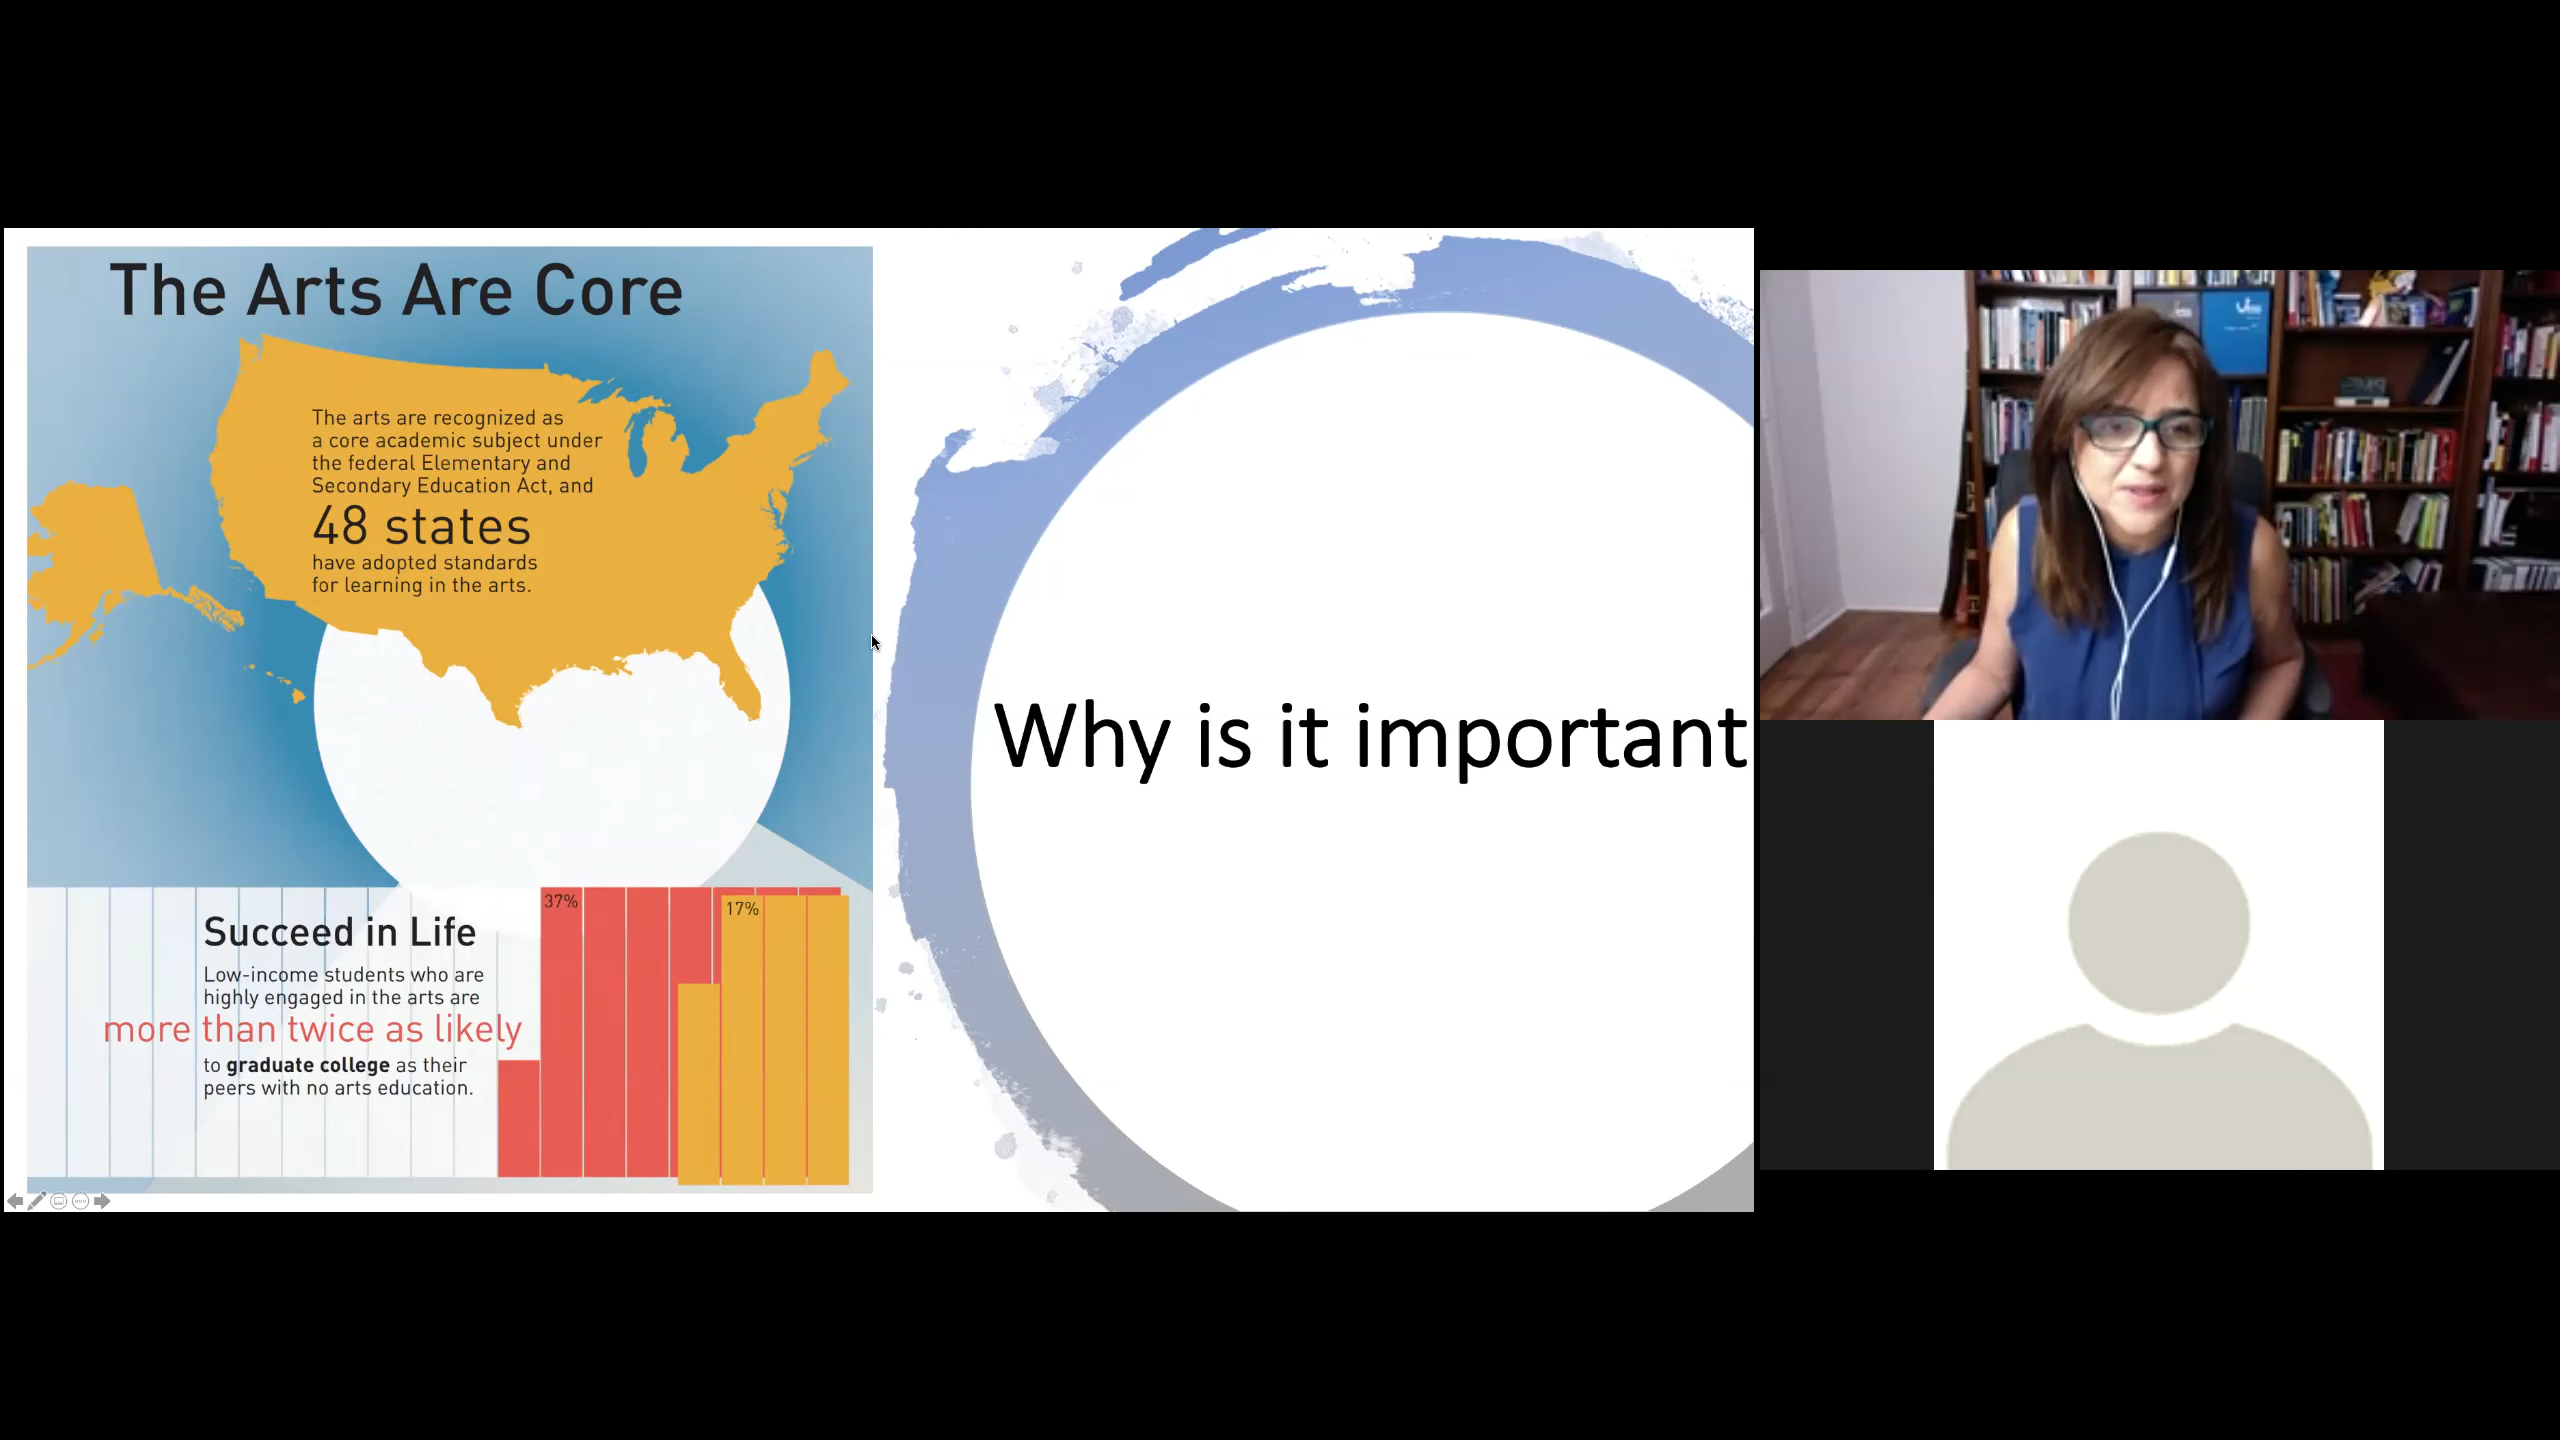 The Arts Are Core
The arts are recognized as
a core academic subject under
the federal Elementary and
Secondary Education Act, and
48 states
have adopted standards
for learning in the arts.
37%
17%
Succeed in Life
Low-income students who are
highly engaged in the arts are
more than twice as likely
to graduate college as their
peers with no arts education.
Why is it important